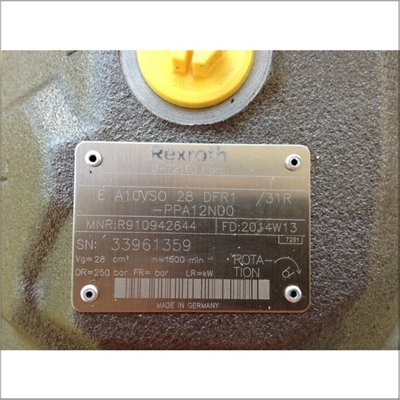 Rexroth
E A10VSO 28 DFR1 /31R
-PPA12N00
MNR:R910942644 FD:2014W13
7201
SN: 33961359
Vg=28 cm³ n=1600 min⁻¹ ROTA-
DR=250 bar FR= bar LR=kW TION
MADE IN GERMANY